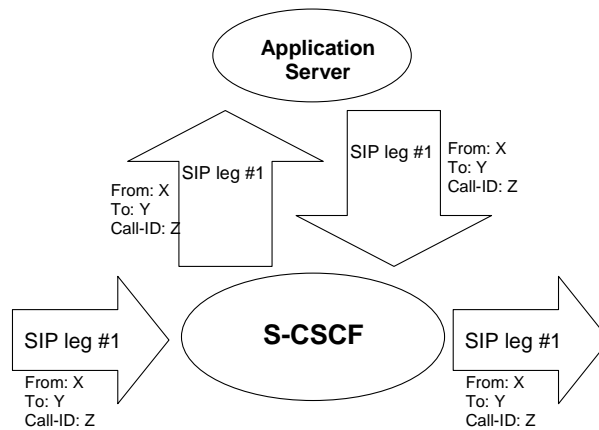 Application
Server
SIP leg #1
From: X
To: Y
Call-ID: Z
SIP leg #1
From: X
To: Y
Call-ID: Z
S-CSCF
SIP leg #1
From: X
To: Y
Call-ID: Z
SIP leg #1
From: X
To: Y
Call-ID: Z